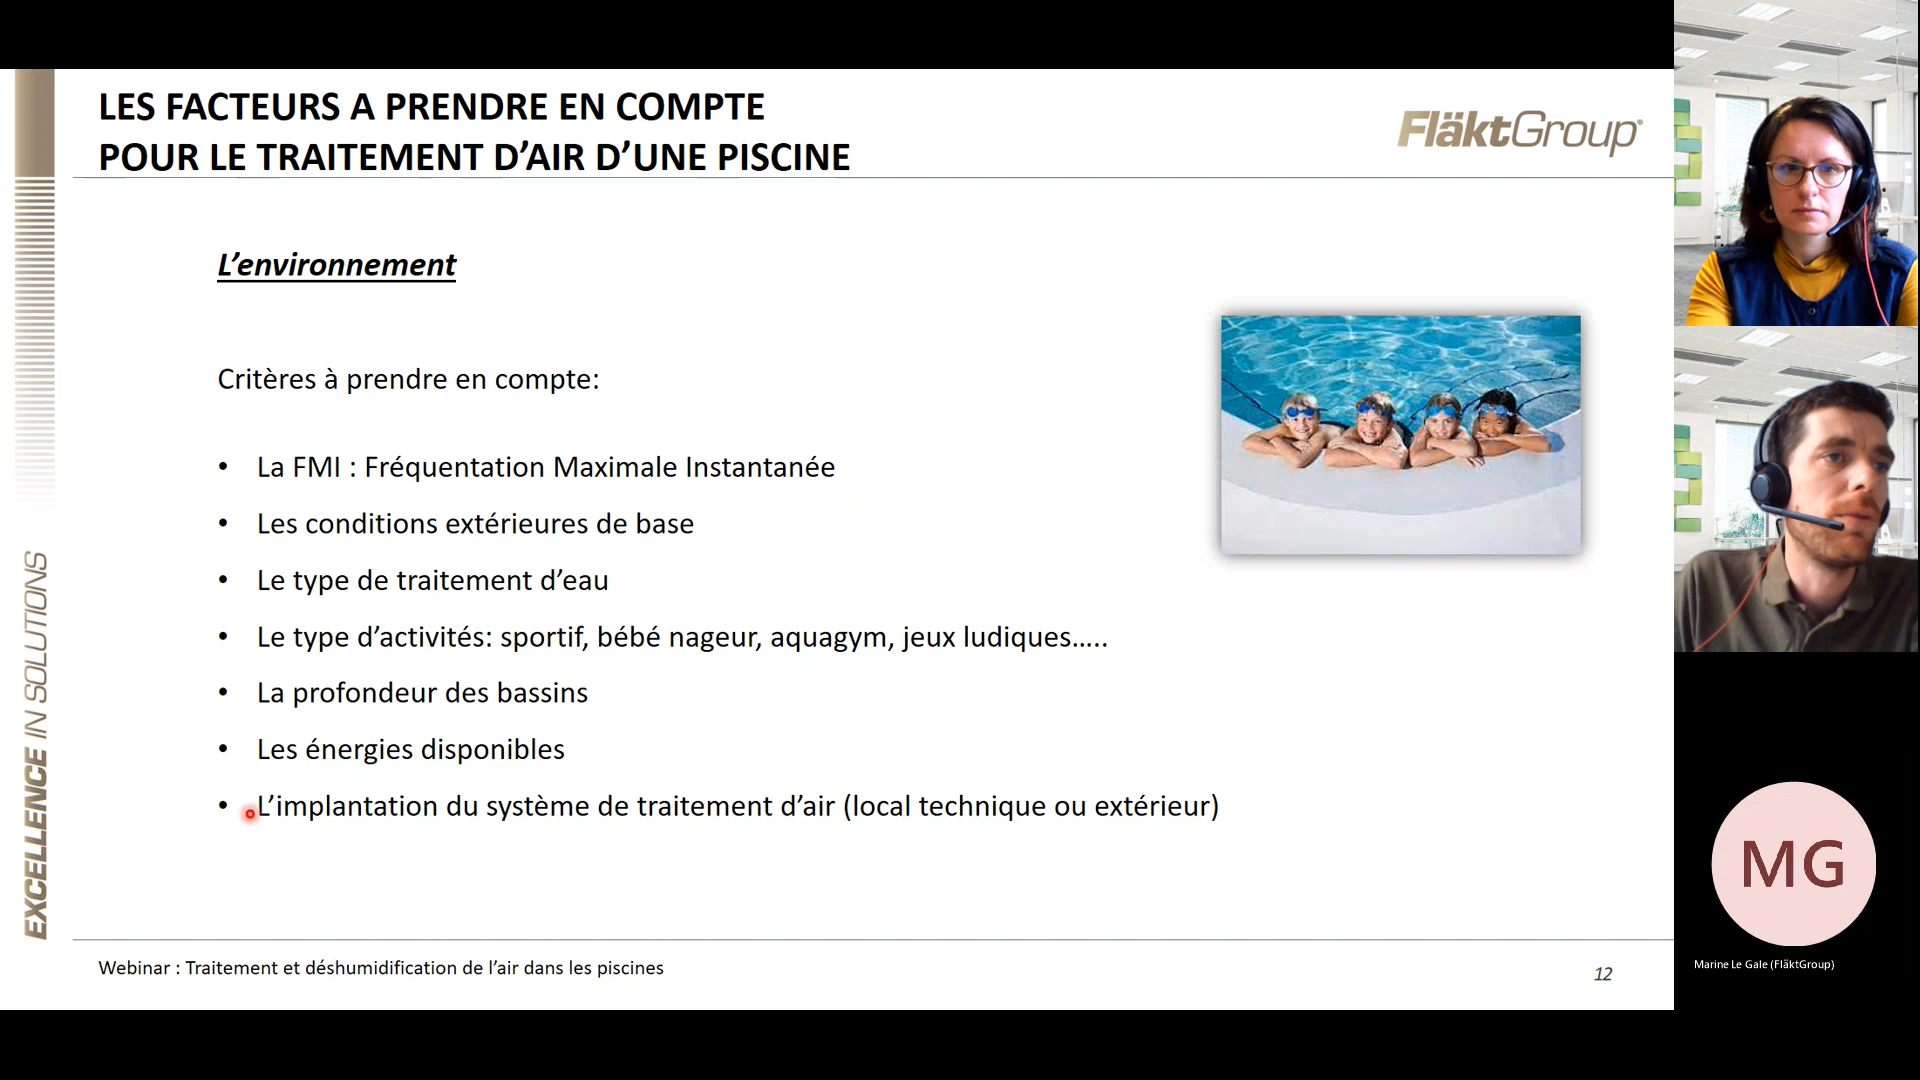 LES FACTEURS A PRENDRE EN COMPTE
POUR LE TRAITEMENT D’AIR D’UNE PISCINE
FläktGroup
L’environnement
Critères à prendre en compte:
• La FMI : Fréquentation Maximale Instantanée
• Les conditions extérieures de base
• Le type de traitement d’eau
• Le type d’activités: sportif, bébé nageur, aquagym, jeux ludiques.....
• La profondeur des bassins
• Les énergies disponibles
• L’implantation du système de traitement d’air (local technique ou extérieur)
EXCELLENCE IN SOLUTIONS
Webinar : Traitement et déshumidification de l’air dans les piscines
12
MG
Marine Le Gale (FläktGroup)